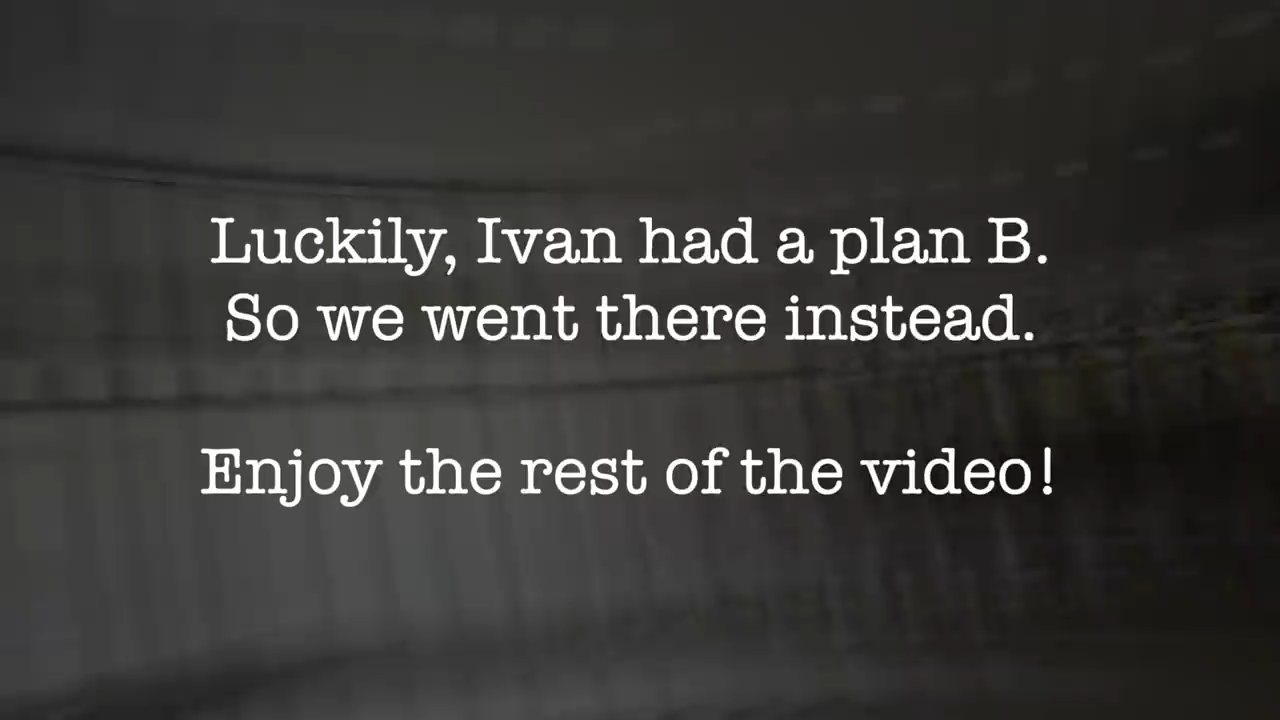 Luckily, Ivan had a plan B.
So we went there instead.
Enjoy the rest of the video!